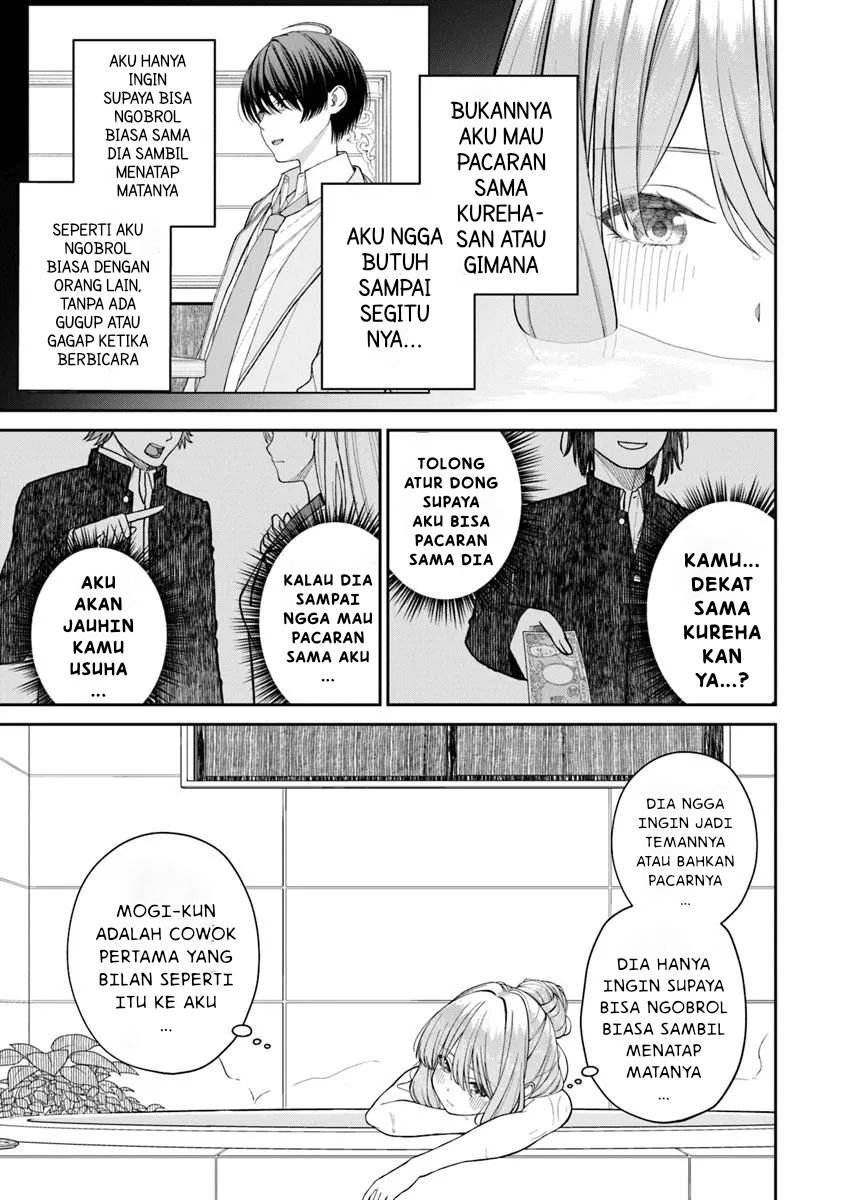 BUKANNYA
AKU MAU
PACARAN
SAMA
KUREHA-
SAN ATAU
GIMANA
AKU NGGA
BUTUH
SAMPAI
SEGITU
NYA...
AKU HANYA
INGIN
SUPAYA BISA
NGOBROL
BIASA SAMA
DIA SAMBIL
MENATAP
MATANYA
SEPERTI AKU
NGOBROL
BIASA DENGAN
ORANG LAIN,
TANPA ADA
GUGUP ATAU
GAGAP KETIKA
BERBICARA
KAMU...
DEKAT
SAMA
KUREHA
KAN
YA...?
TOLONG
ATUR DONG
SUPAYA
AKU BISA
PACARAN
SAMA DIA
KALAU DIA
SAMPAI
NGGA MAU
PACARAN
SAMA AKU
...
AKU
AKAN
JAUHIN
KAMU
USUHA
...
DIA NGGA
INGIN JADI
TEMANNYA
ATAU BAHKAN
PACARNYA
...
DIA HANYA
INGIN SUPAYA
BISA NGOBROL
BIASA SAMBIL
MENATAP
MATANYA
...
MOGI-KUN
ADALAH COWOK
PERTAMA YANG
BILAN SEPERTI
ITU KE AKU
...